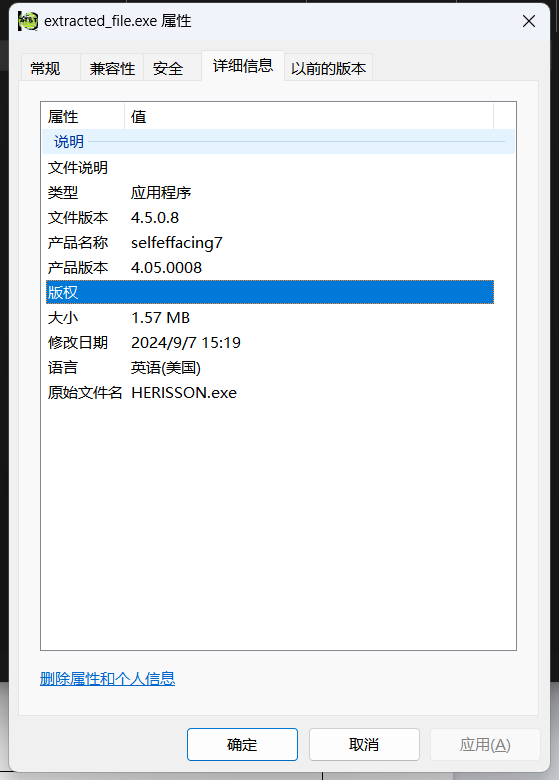 extracted_file.exe 属性
常规 兼容性 安全 详细信息 以前的版本
属性 值
说明
文件说明
类型 应用程序
文件版本 4.5.0.8
产品名称 selfeffacing7
产品版本 4.05.0008
版权
大小 1.57 MB
修改日期 2024/9/7 15:19
语言 英语(美国)
原始文件名 HERISSON.exe
删除属性和个人信息
确定 取消 应用(A)